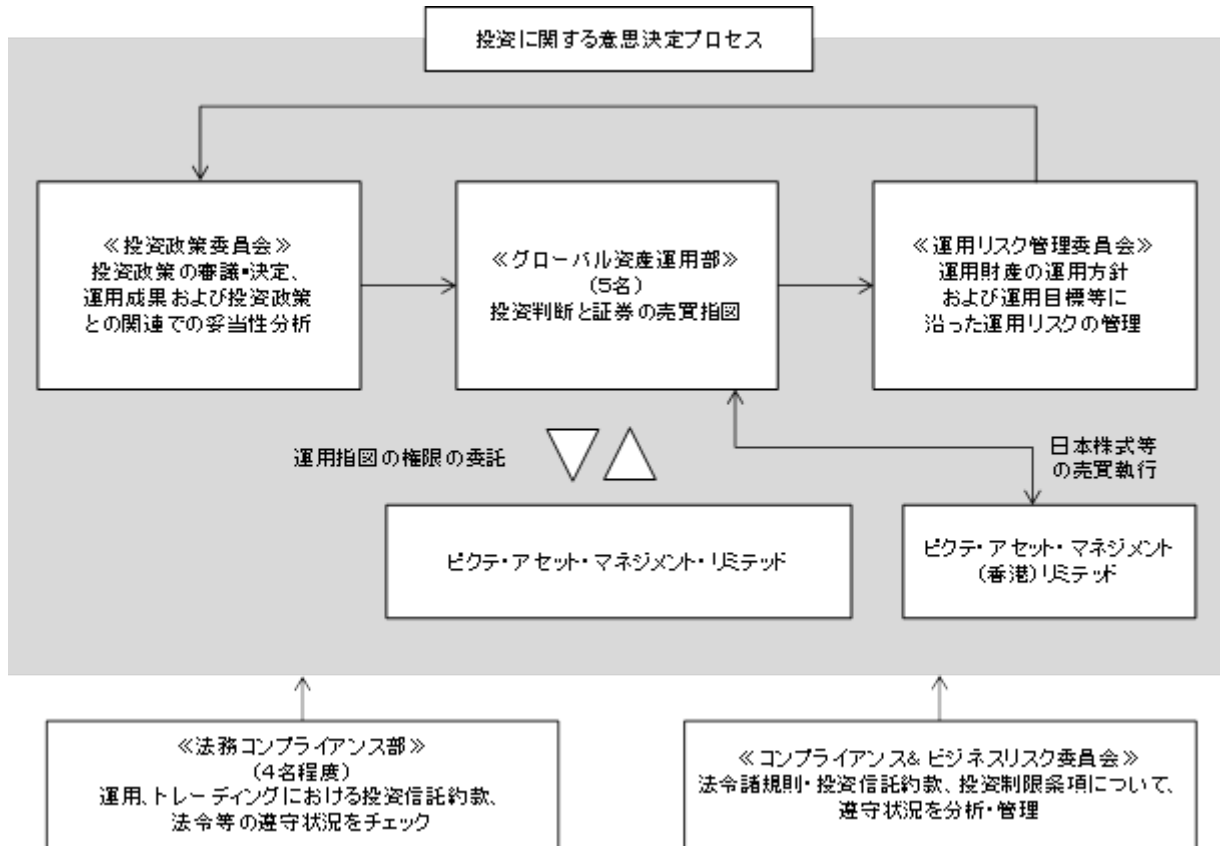 投資に関する意思決定プロセス
≪投資政策委員会≫
投資政策の審議・決定、
運用成果および投資政策
との関連での妥当性分析
≪グローバル資産運用部≫
(5名)
投資判断と証券の売買指図
≪運用リスク管理委員会≫
運用財産の運用方針
および運用目標等に
沿った運用リスクの管理
運用指図の権限の委託
日本株式等
の売買執行
ピクテ・アセット・マネジメント・リミテッド
ピクテ・アセット・マネジメント
(香港)リミテッド
≪法務コンプライアンス部≫
(4名程度)
運用、トレーディングにおける投資信託約款、
法令等の遵守状況をチェック
≪コンプライアンス& ビジネスリスク委員会≫
法令諸規則・投資信託約款、投資制限条項について、
遵守状況を分析・管理